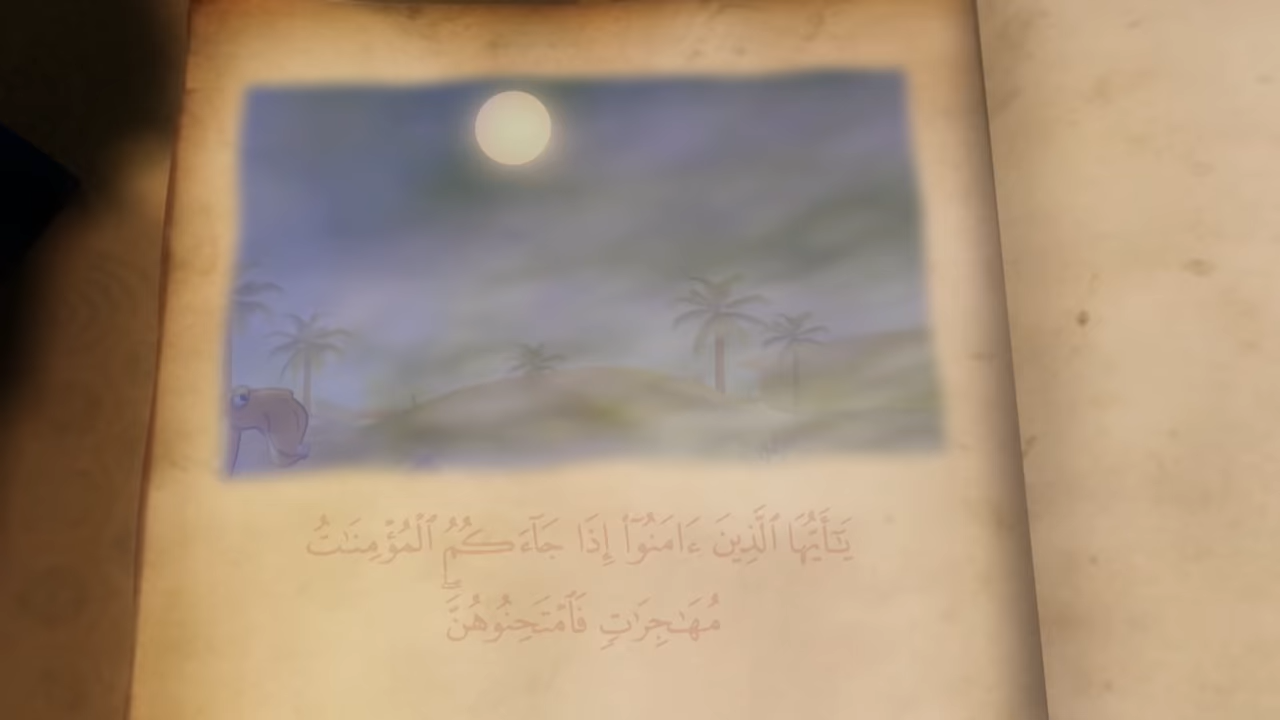 يَـٰٓأَيُّهَا ٱلَّذِينَ ءَامَنُوٓا۟ إِذَا جَآءَكُمُ ٱلْمُؤْمِنَـٰتُ
مُهَـٰجِرَٰتٍ فَٱمْتَحِنُوهُنَّ ۖ